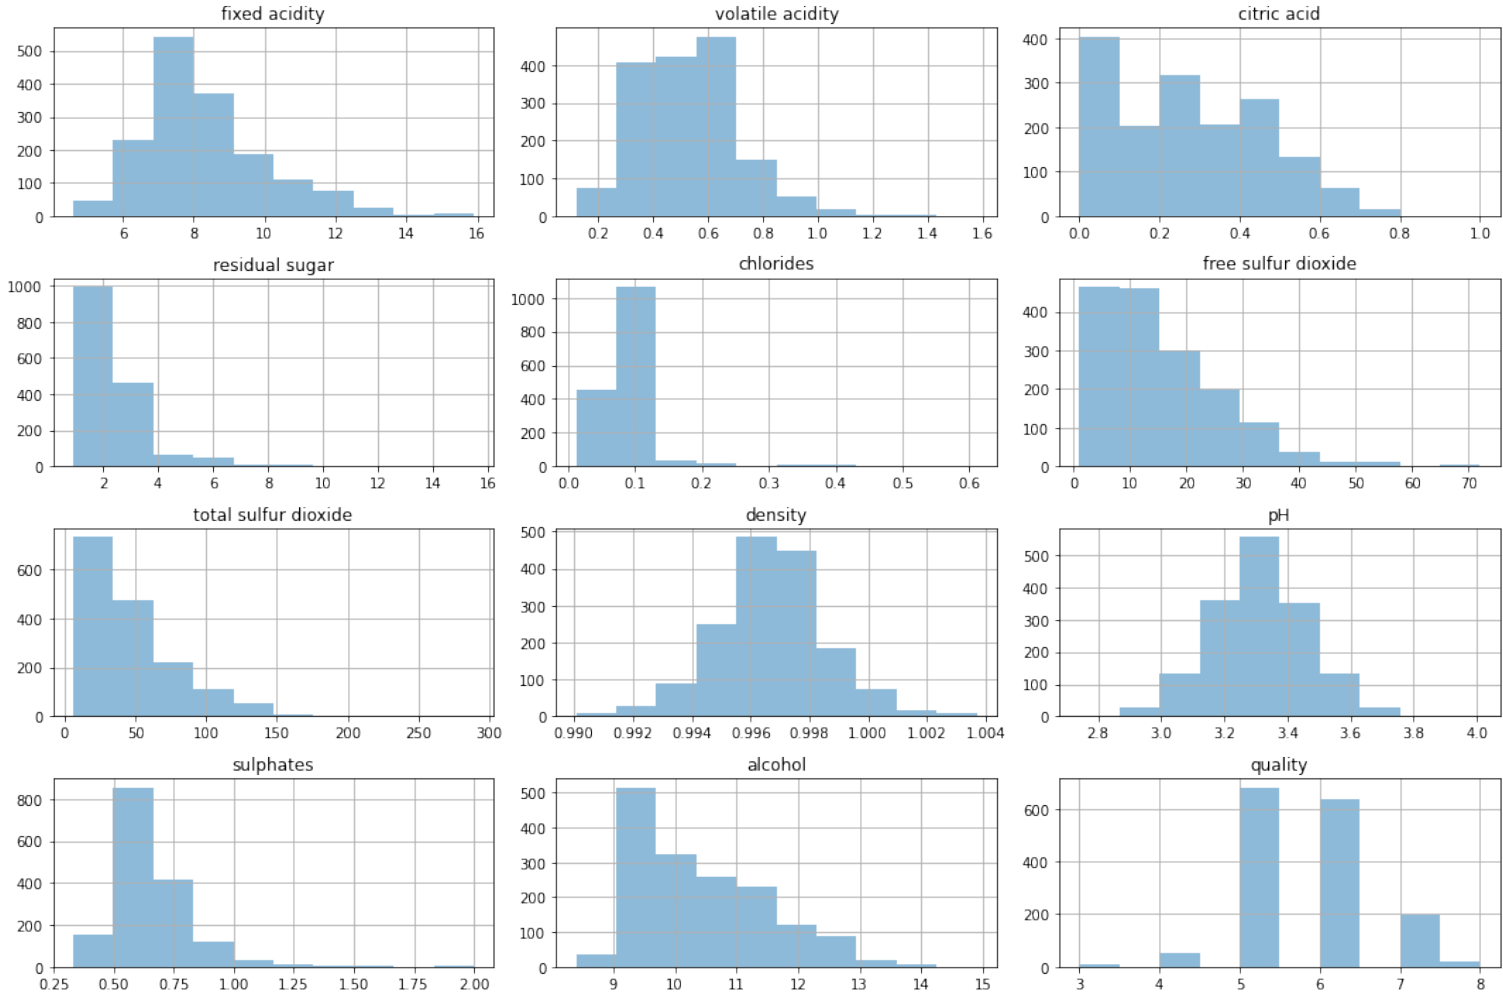 fixed acidity
500
400
300
200
100
0
6 8 10 12 14 16
volatile acidity
400
300
200
100
0
0.2 0.4 0.6 0.8 1.0 1.2 1.4 1.6
citric acid
400
300
200
100
0
0.0 0.2 0.4 0.6 0.8 1.0
residual sugar
1000
800
600
400
200
0
2 4 6 8 10 12 14 16
chlorides
1000
800
600
400
200
0
0.0 0.1 0.2 0.3 0.4 0.5 0.6
free sulfur dioxide
400
300
200
100
0
0 10 20 30 40 50 60 70
total sulfur dioxide
600
400
200
0
0 50 100 150 200 250 300
density
500
400
300
200
100
0
0.990 0.992 0.994 0.996 0.998 1.000 1.002 1.004
pH
500
400
300
200
100
0
2.8 3.0 3.2 3.4 3.6 3.8 4.0
sulphates
800
600
400
200
0
0.25 0.50 0.75 1.00 1.25 1.50 1.75 2.00
alcohol
500
400
300
200
100
0
9 10 11 12 13 14 15
quality
600
400
200
0
3 4 5 6 7 8